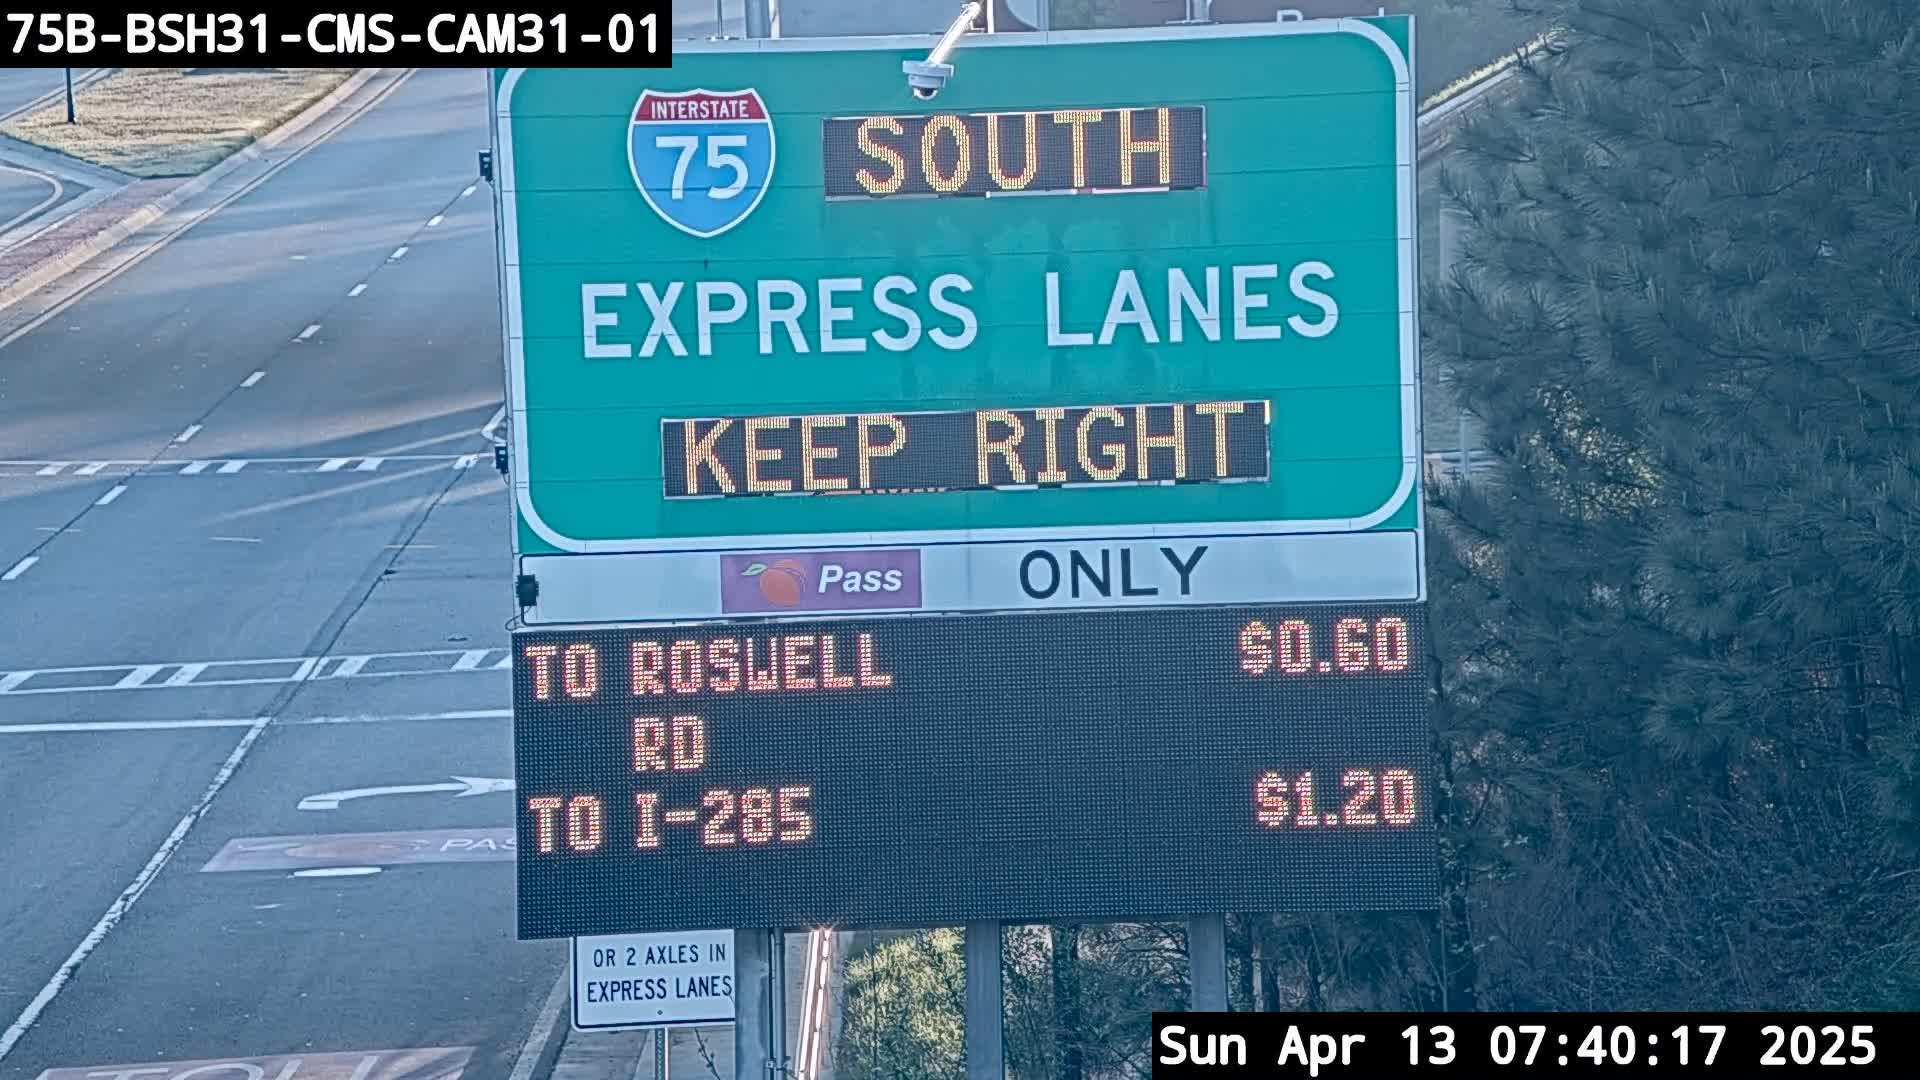 75B-BSH31-CMS-CAM31-01
INTERSTATE
75
SOUTH
EXPRESS LANES
KEEP RIGHT
Pass
ONLY
TO ROSWELL $0.60
RD
TO I-285 $1.20
OR 2 AXLES IN
EXPRESS LANES
TOLL
Sun Apr 13 07:40:17 2025